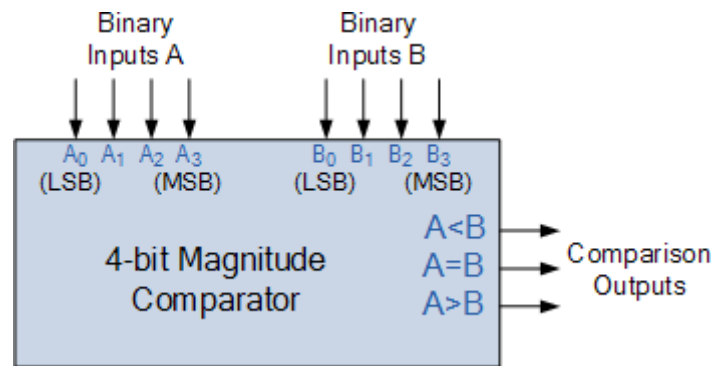 Binary
Inputs A
Binary
Inputs B
A₀ A₁ A₂ A₃
B₀ B₁ B₂ B₃
(LSB) (MSB)
(LSB) (MSB)
A<B
4-bit Magnitude
Comparator
A=B
A>B
Comparison
Outputs